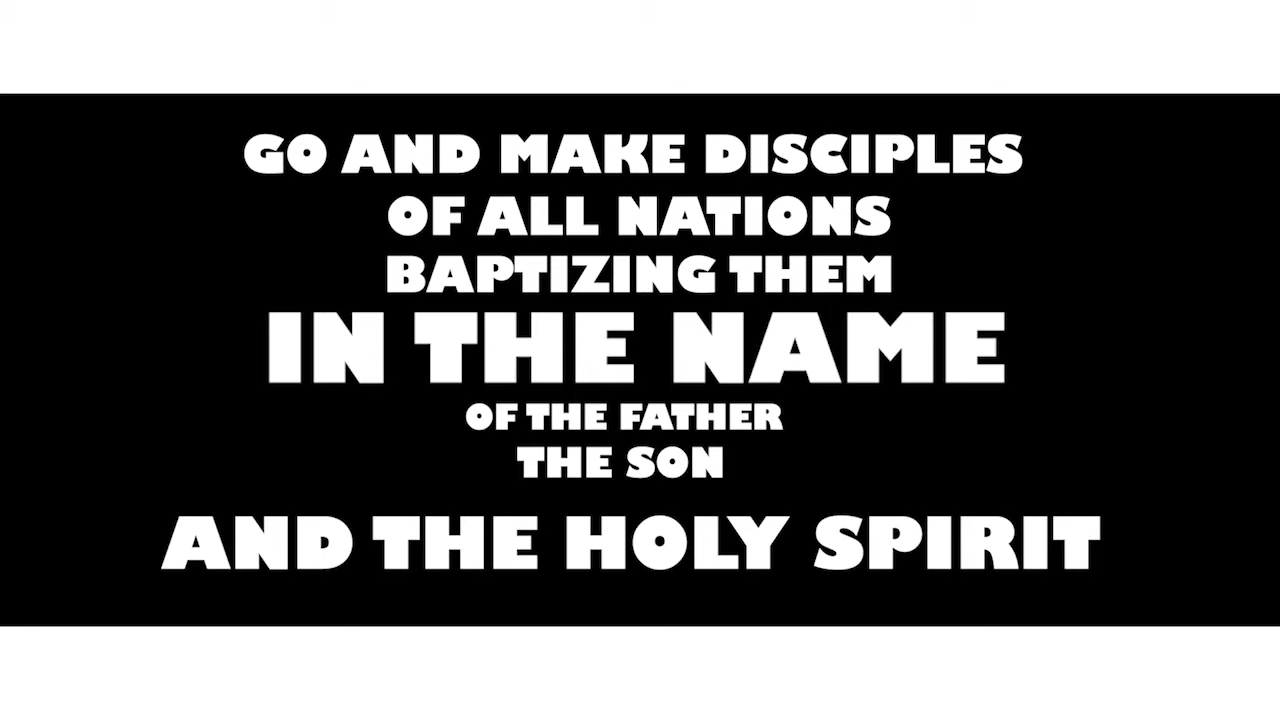 GO AND MAKE DISCIPLES
OF ALL NATIONS
BAPTIZING THEM
IN THE NAME
OF THE FATHER
THE SON
AND THE HOLY SPIRIT